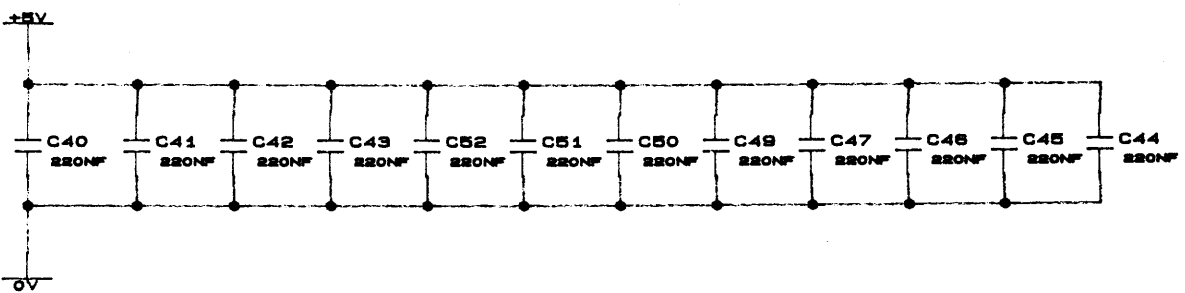 +5V
C40 C41 C42 C43 C52 C51 C50 C49 C47 C46 C45 C44
220NF 220NF 220NF 220NF 220NF 220NF 220NF 220NF 220NF 220NF 220NF 220NF
0V